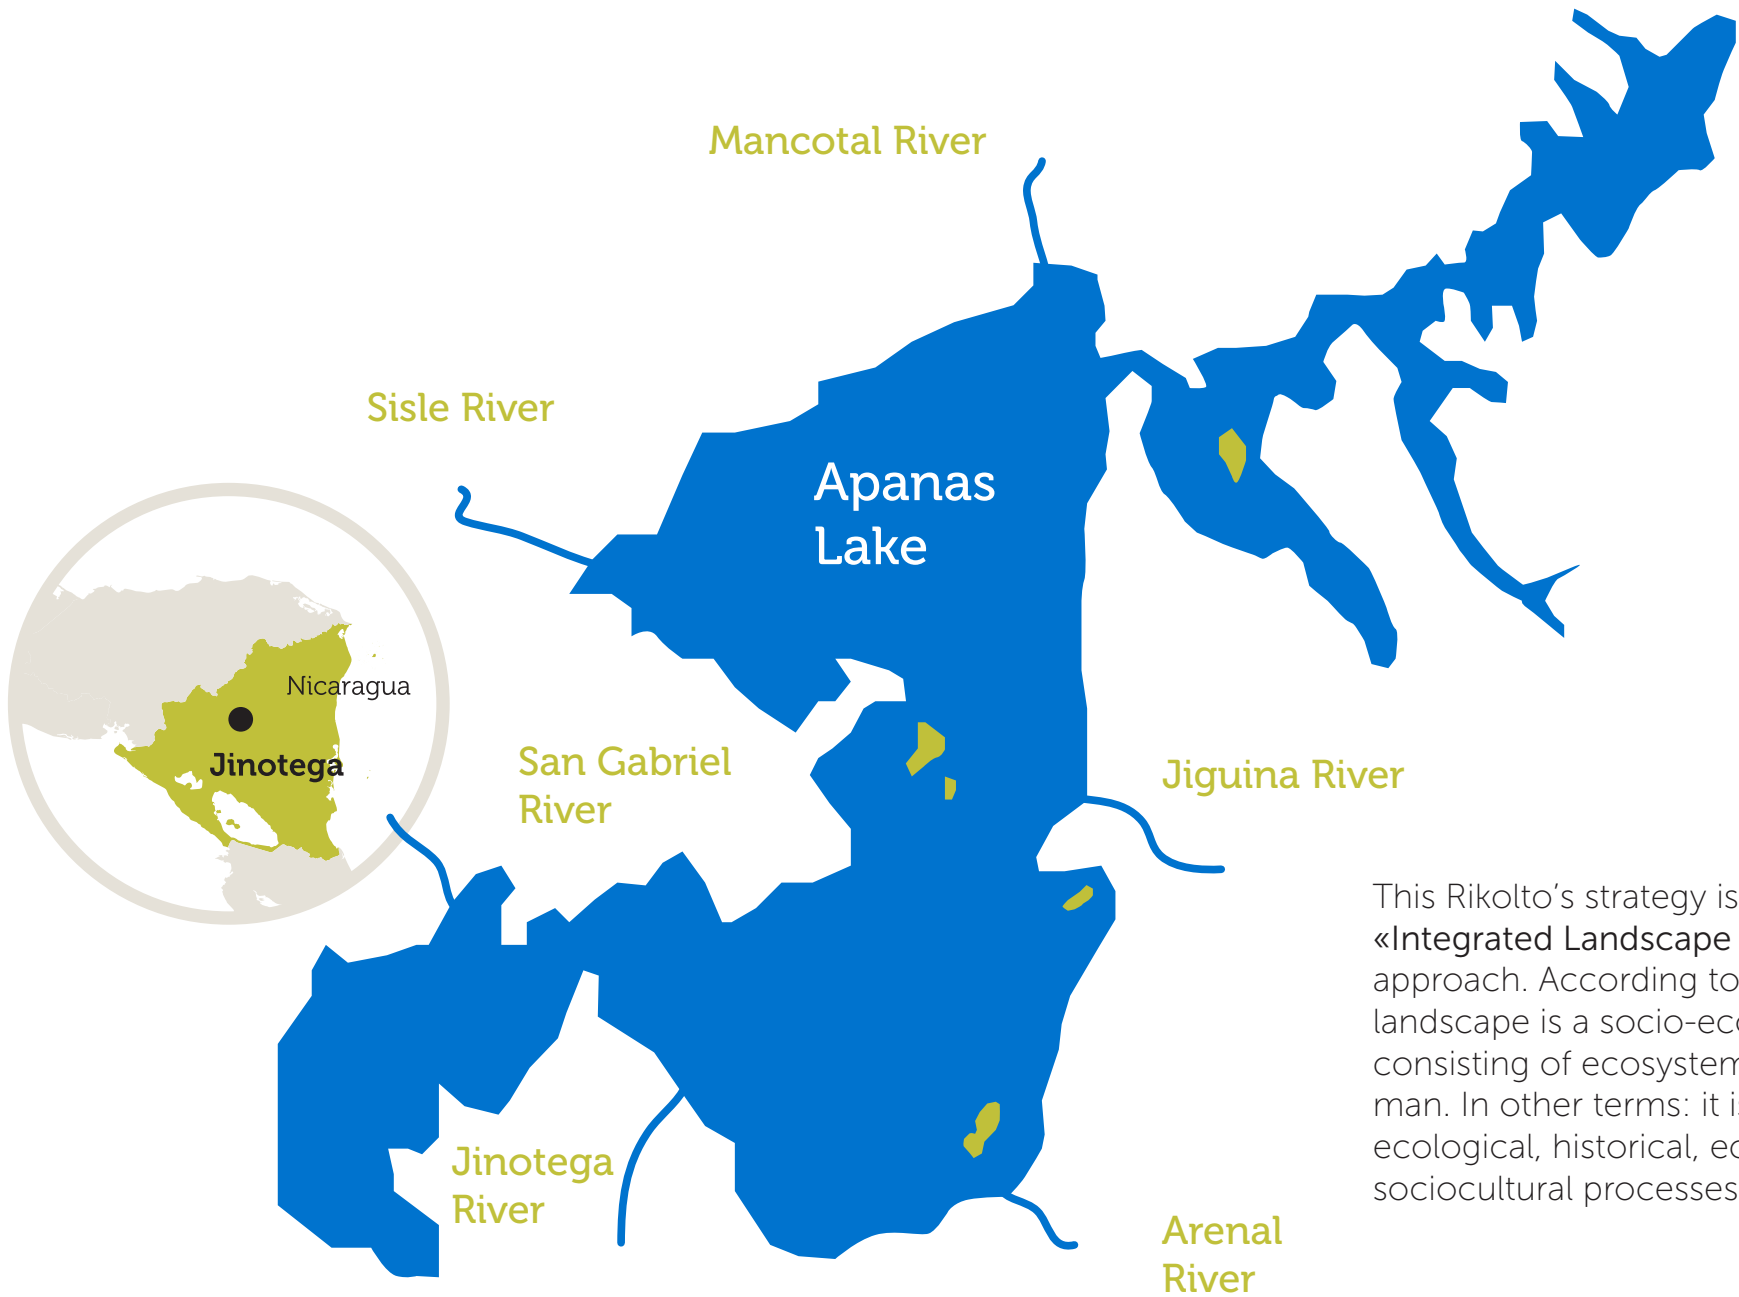 Mancotal River
Sisle River
Apanas
Lake
Nicaragua
Jinotega
San Gabriel
River
Jiguina River
This Rikolto’s strategy is
«Integrated Landscape
approach. According to
landscape is a socio-ec
consisting of ecosystem
man. In other terms: it is
ecological, historical, ec
sociocultural processes
Jinotega
River
Arenal
River